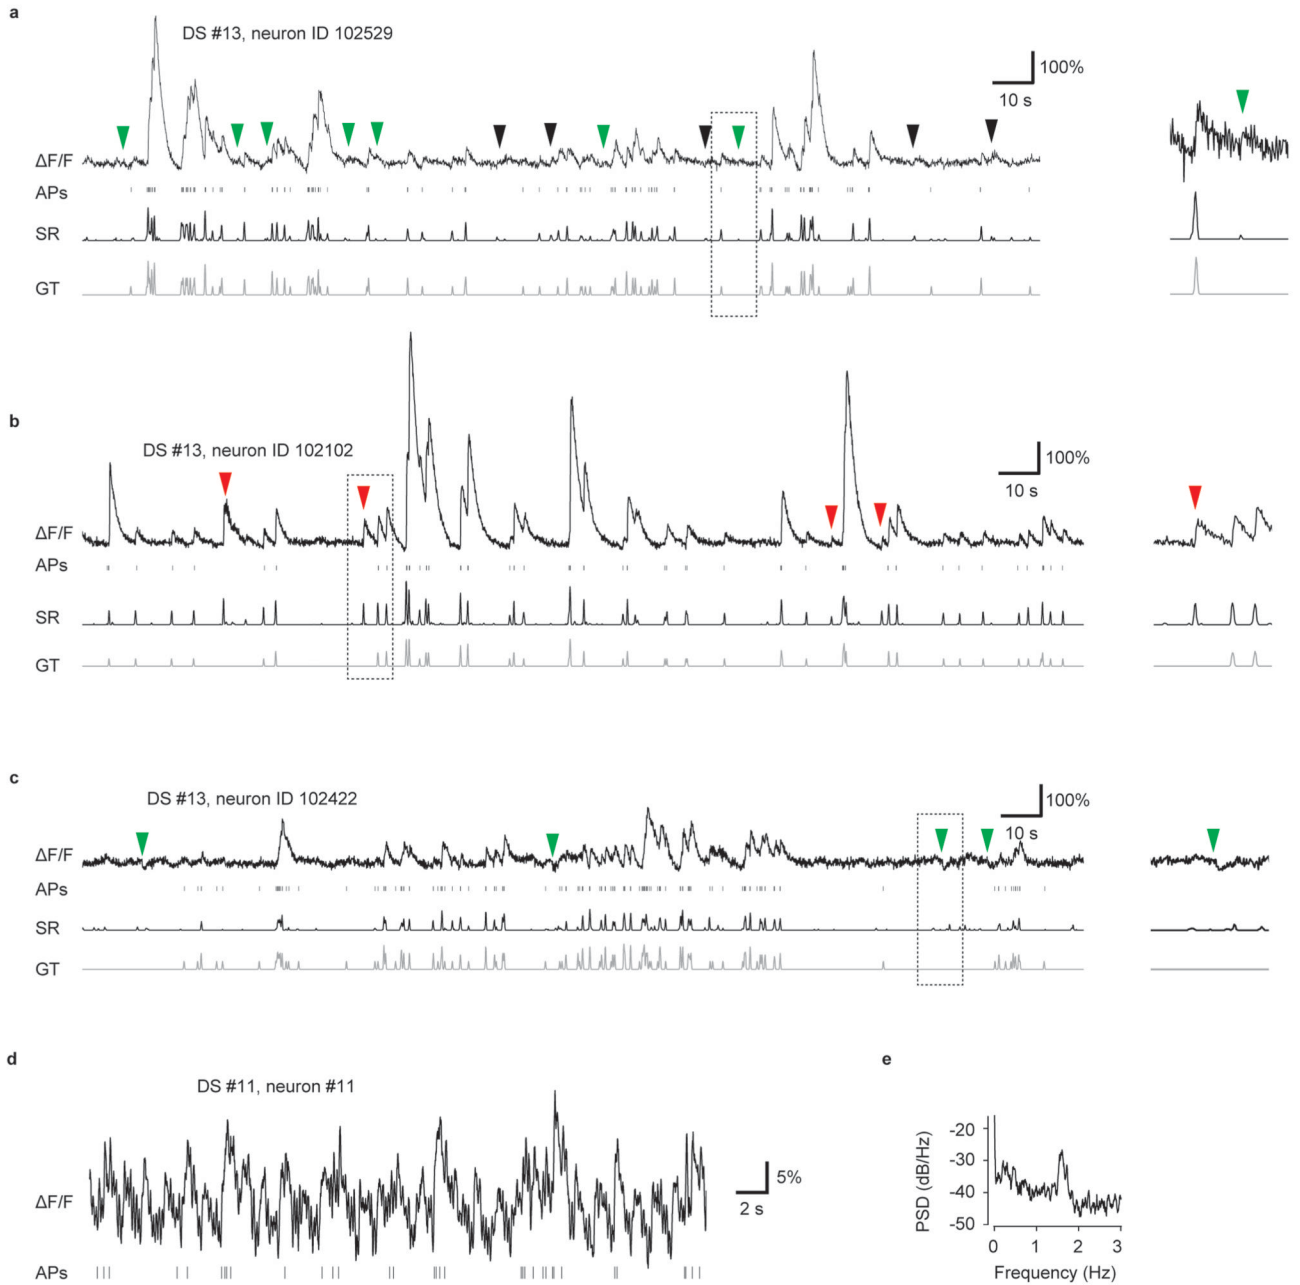 a
DS #13, neuron ID 102529
100%
10 s
ΔF/F
APs
SR
GT
b
DS #13, neuron ID 102102
100%
10 s
ΔF/F
APs
SR
GT
c
DS #13, neuron ID 102422
100%
10 s
ΔF/F
APs
SR
GT
d
DS #11, neuron #11
5%
2 s
ΔF/F
APs
e
PSD (dB/Hz)
-20
-30
-40
-50
0 1 2 3
Frequency (Hz)